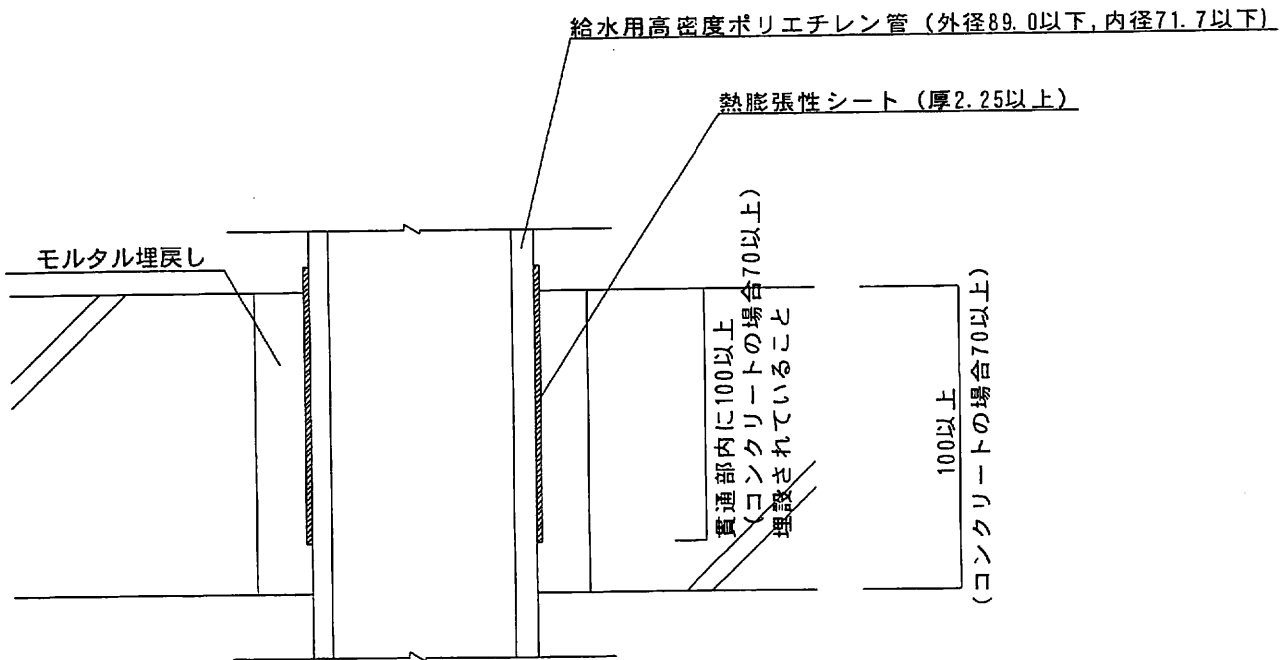 給水用高密度ポリエチレン管（外径89.0以下,内径71.7以下）
熱膨張性シート（厚2.25以上）
モルタル埋戻し
貫通部内に100以上
（コンクリートの場合70以上）
埋設されていること
100以上
（コンクリートの場合70以上）